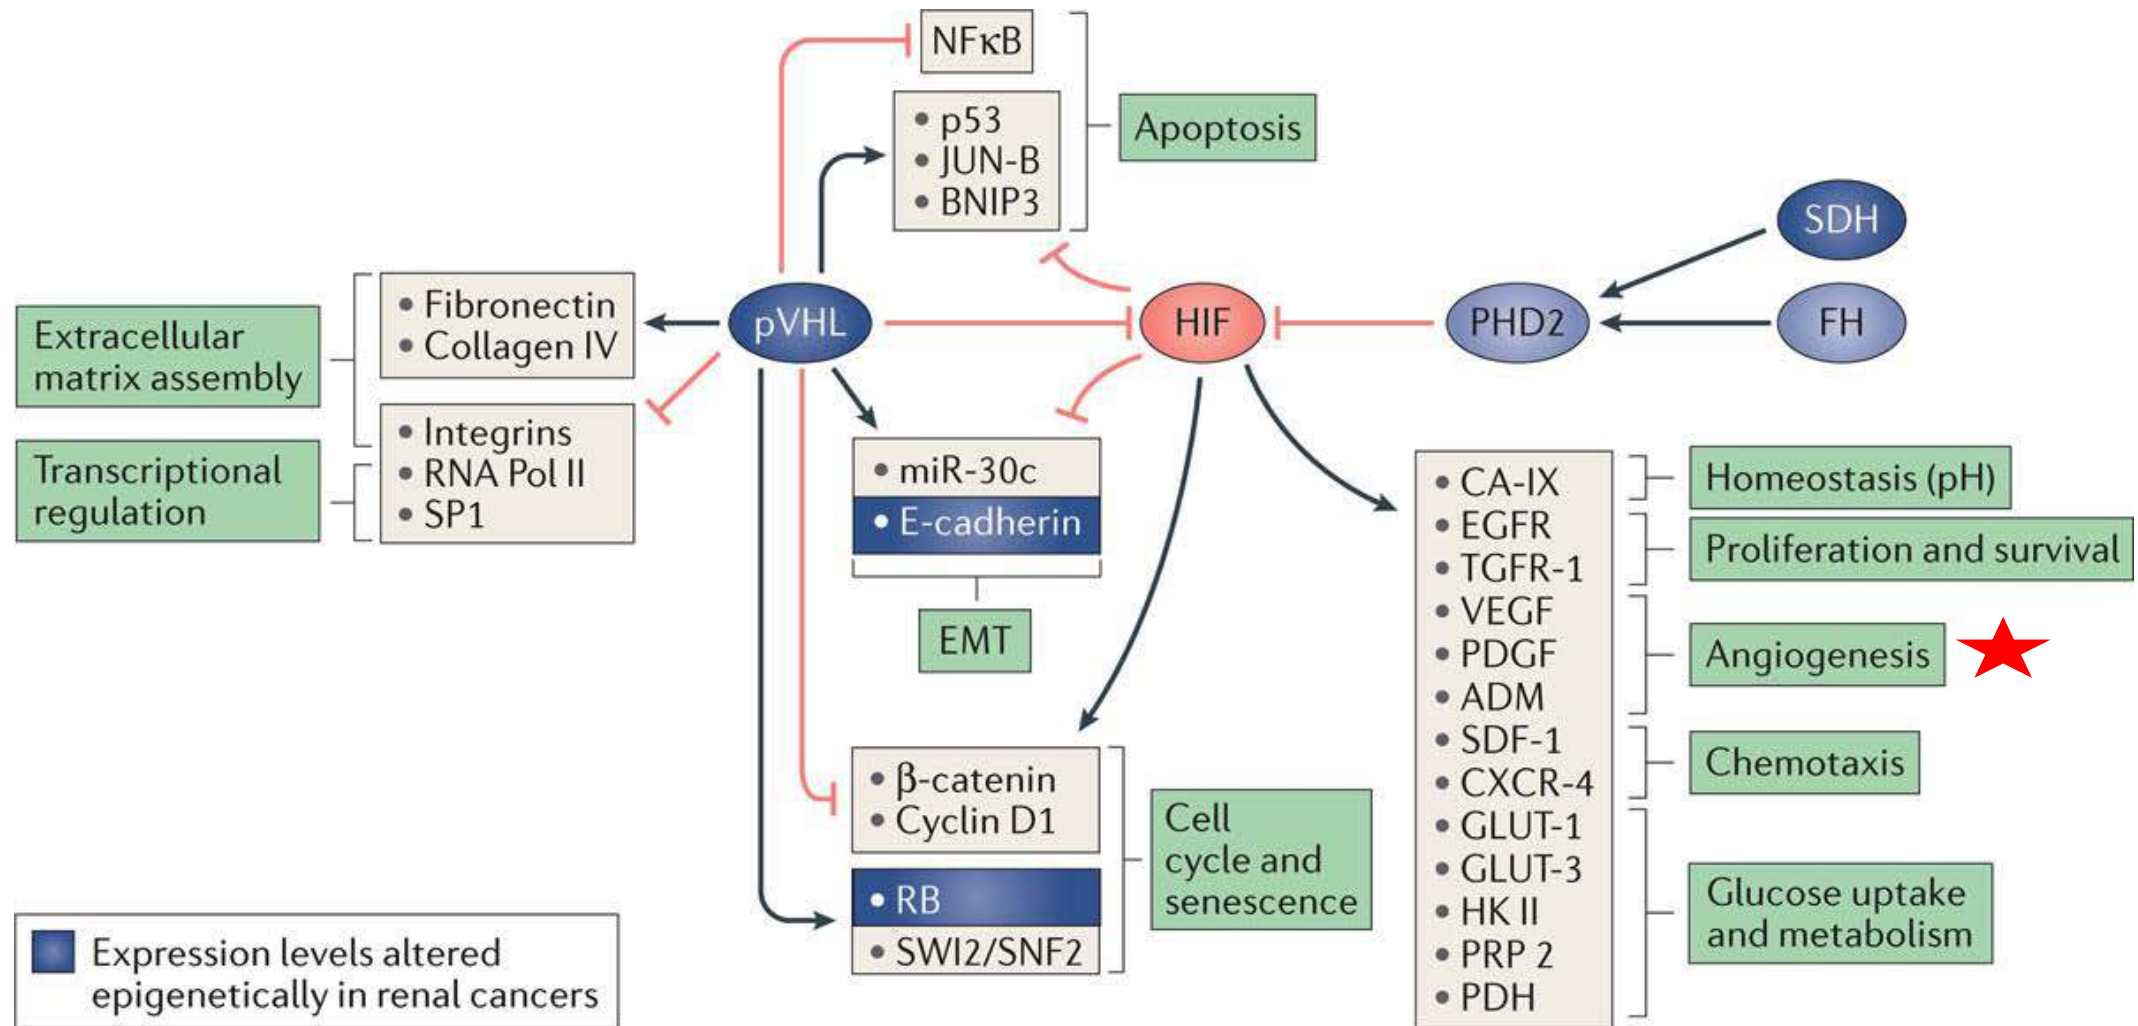 NFκB
• p53
• JUN-B
• BNIP3
Apoptosis
SDH
Extracellular
matrix assembly
• Fibronectin
• Collagen IV
pVHL
HIF
PHD2
FH
Transcriptional
regulation
• Integrins
• RNA Pol II
• SP1
• miR-30c
• E-cadherin
EMT
• CA-IX
• EGFR
• TGFR-1
• VEGF
• PDGF
• ADM
• SDF-1
• CXCR-4
• GLUT-1
• GLUT-3
• HK II
• PRP 2
• PDH
Homeostasis (pH)
Proliferation and survival
Angiogenesis
Chemotaxis
Glucose uptake
and metabolism
• β-catenin
• Cyclin D1
• RB
• SWI2/SNF2
Cell
cycle and
senescence
Expression levels altered
epigenetically in renal cancers